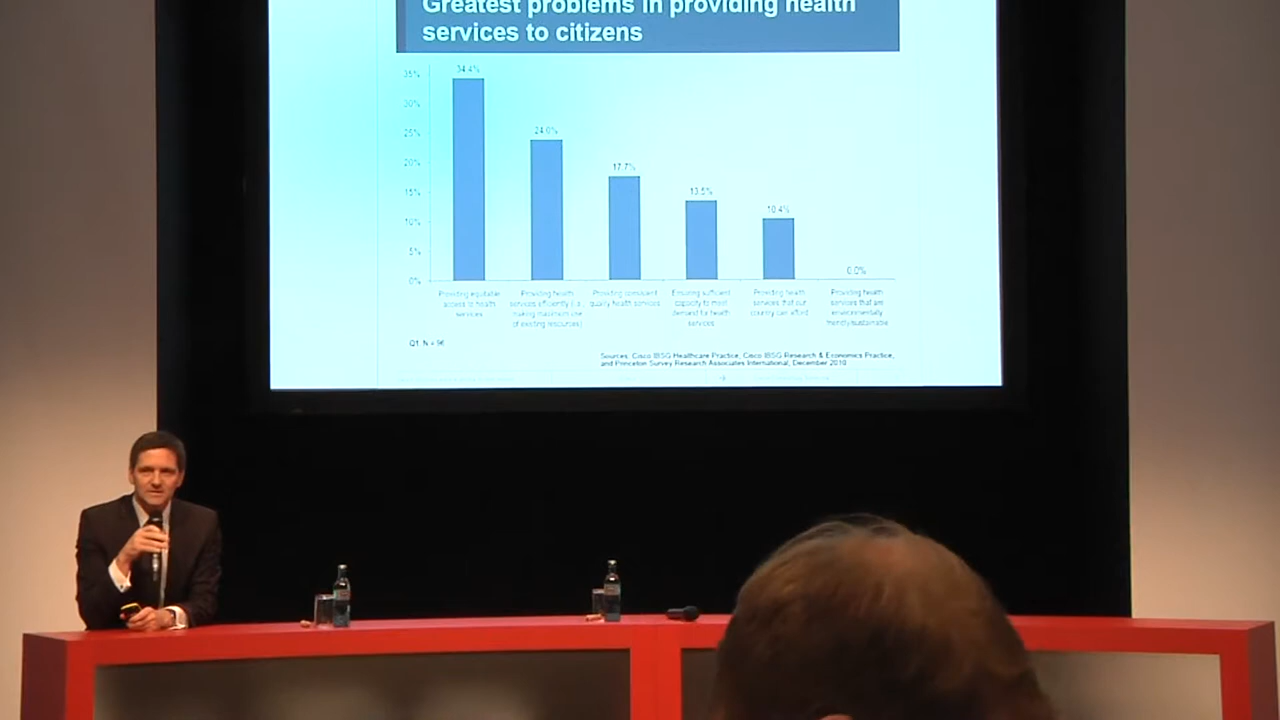 Greatest problems in providing health
services to citizens
34.4%
35%
30%
24.0%
25%
20%
17.7%
15%
13.5%
10%
10.4%
5%
0%
0.0%
Providing equitable
access to health
services
Providing health
services efficiently (i.e.,
making maximum use
of existing resources)
Providing consistent
quality health services
Ensuring sufficient
capacity to meet
demand for health
services
Providing health
services that our
country can afford
Providing health
services that are
environmentally
friendly/sustainable
Q1. N = 96
Sources: Cisco IBSG Healthcare Practice, Cisco IBSG Research & Economics Practice,
and Princeton Survey Research Associates International, December 2010